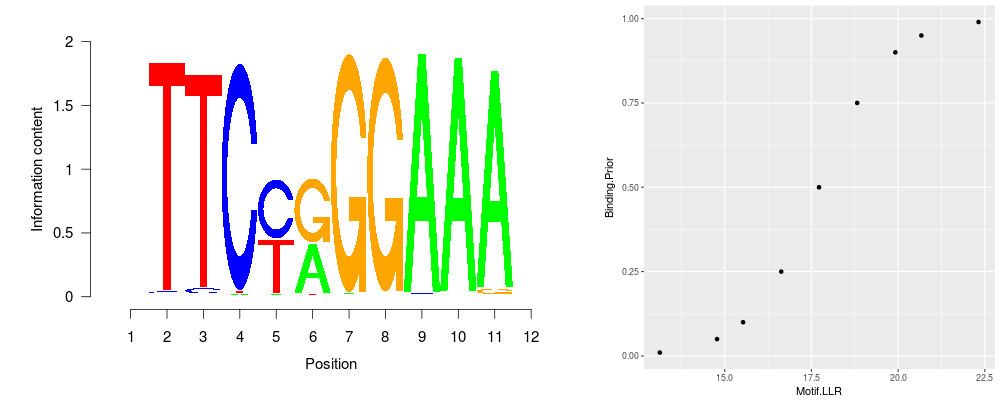 2
1.5
1
0.5
0
Information content
TTCCGGGAAA
TA
1 2 3 4 5 6 7 8 9 10 11 12
Position
1.00
0.75
0.50
0.25
0.00
Binding.Prior
15.0 17.5 20.0 22.5
Motif.LLR